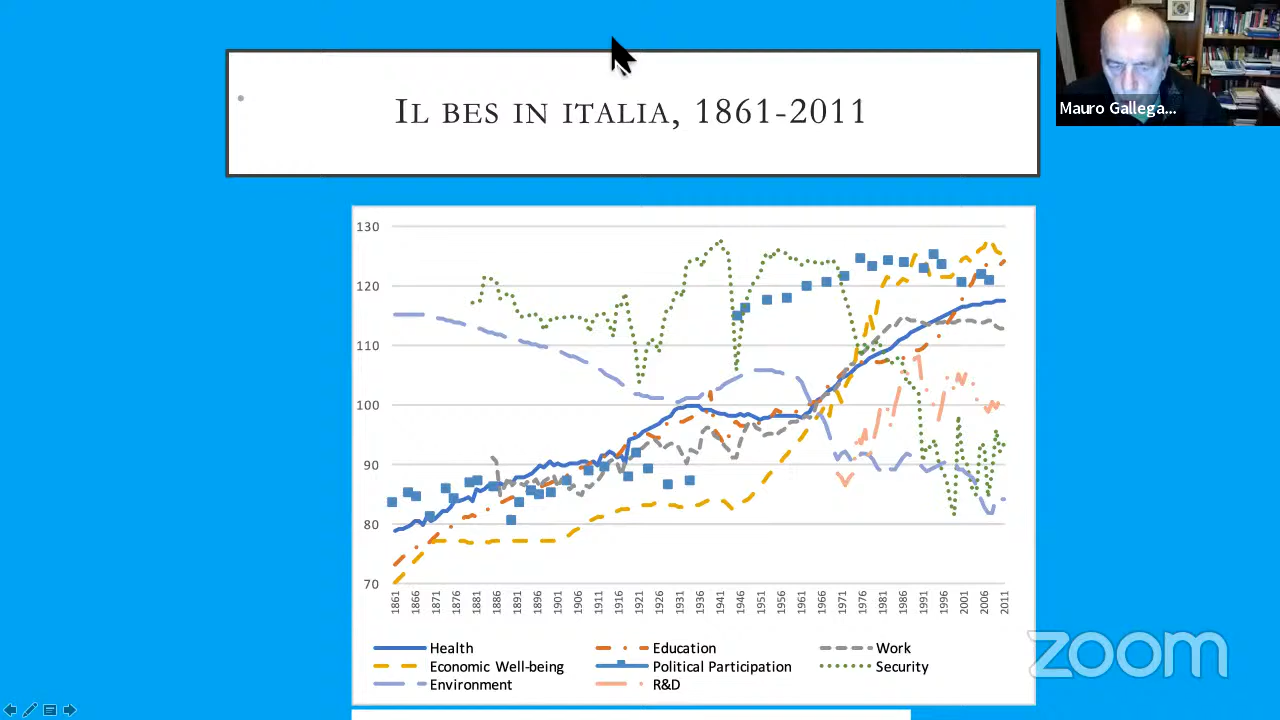 Mauro Gallega...
IL BES IN ITALIA, 1861-2011
130
120
110
100
90
80
70
1861 1866 1871 1876 1881 1886 1891 1896 1901 1906 1911 1916 1921 1926 1931 1936 1941 1946 1951 1956 1961 1966 1971 1976 1981 1986 1991 1996 2001 2006 2011
Health Education Work
Economic Well-being Political Participation Security
Environment R&D
zoom